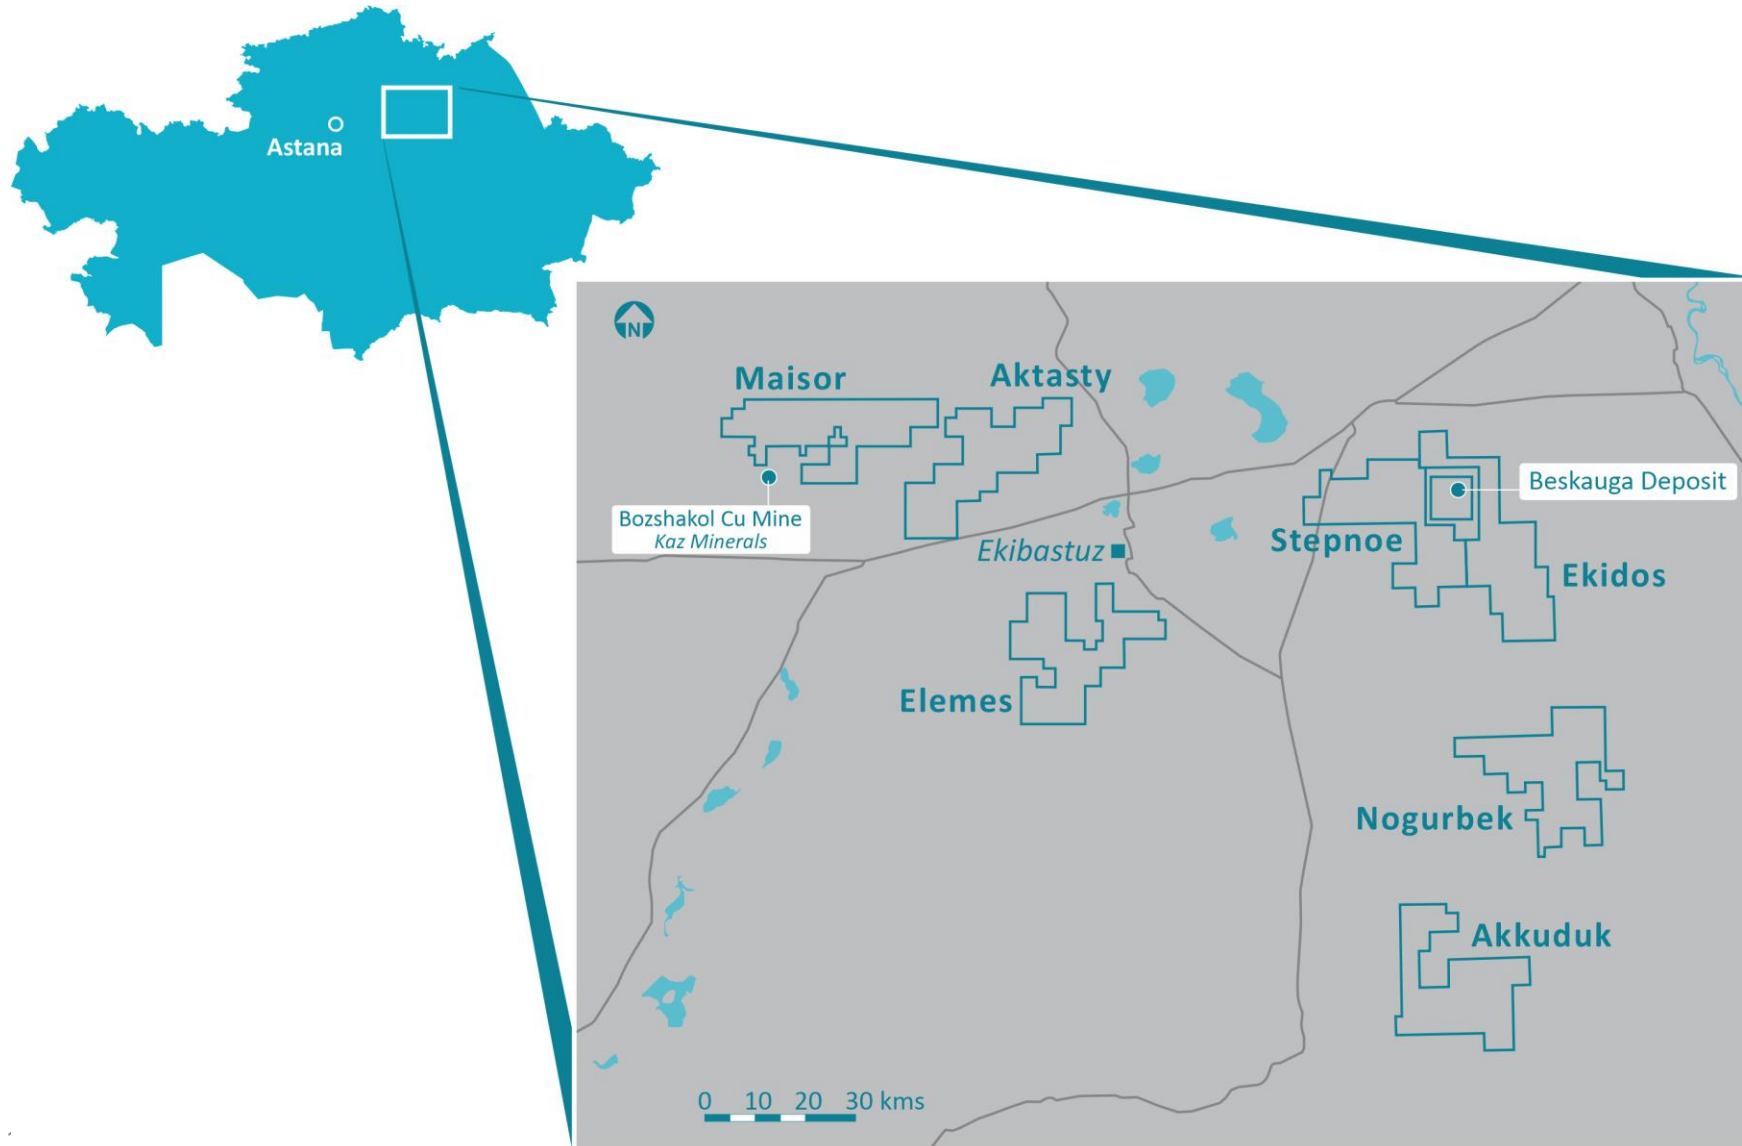 Astana
N
Maisor
Aktasty
Bozshakol Cu Mine
Kaz Minerals
Beskauga Deposit
Stepnoe
Ekibastuz
Ekidos
Elemes
Nogurbek
Akkuduk
0 10 20 30 kms